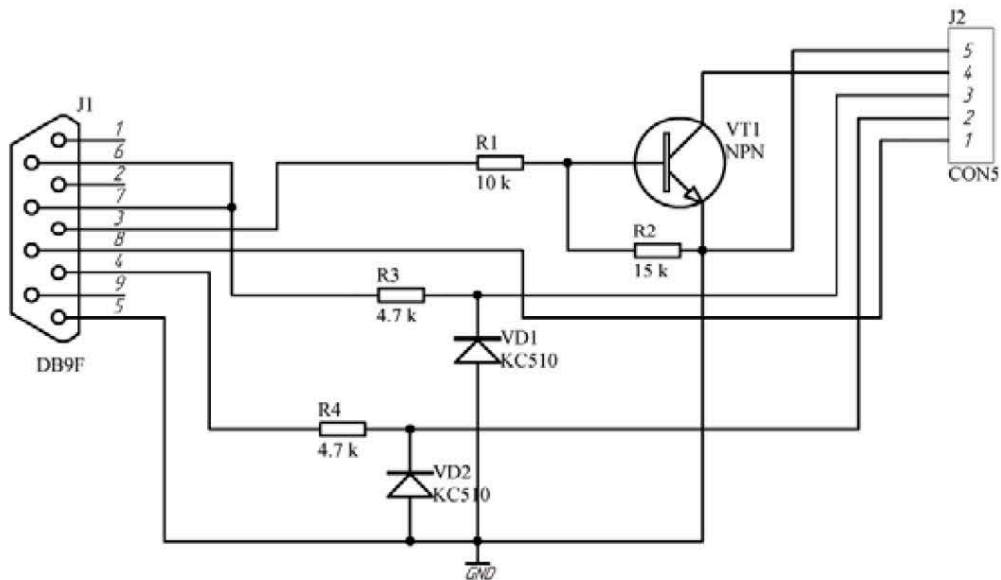 J1
1
6
2
7
3
8
4
9
5
DB9F
R1
10 k
VT1
NPN
R2
15 k
R3
4.7 k
VD1
KC510
R4
4.7 k
VD2
KC510
GND
J2
5
4
3
2
1
CON5